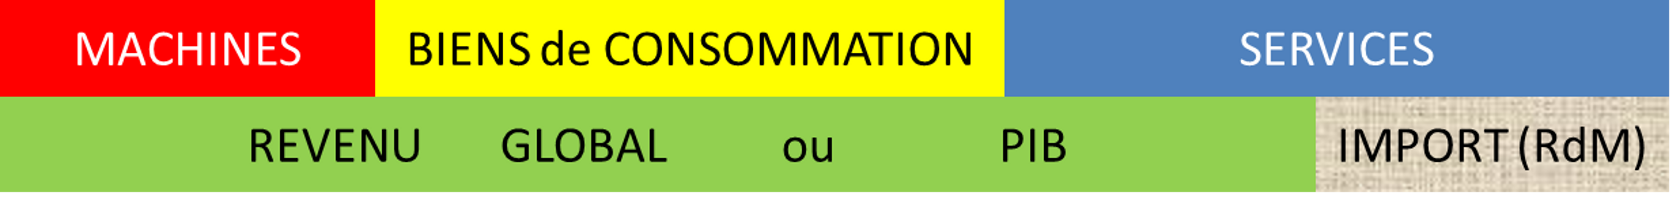 MACHINES BIENS de CONSOMMATION SERVICES
REVENU GLOBAL ou PIB IMPORT (RdM)